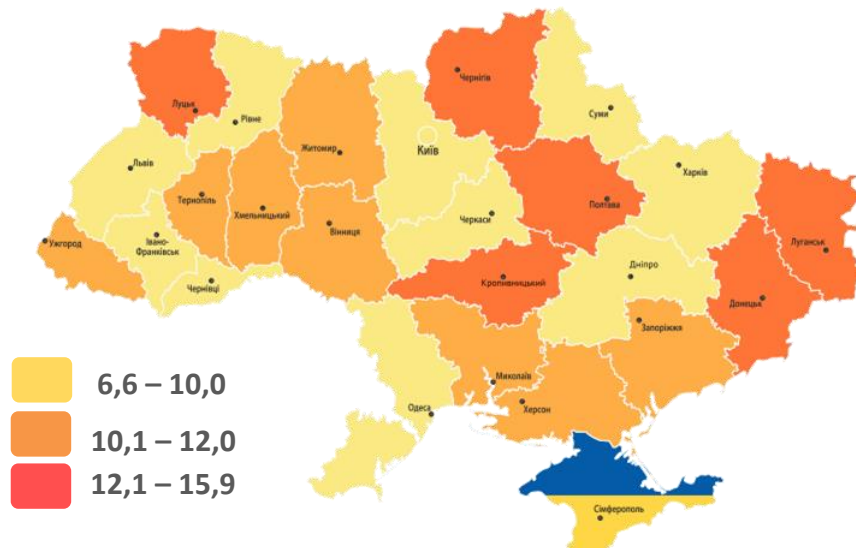 Чернігів
Луцьк
Рівне
Суми
Київ
Житомир
Львів
Харків
Тернопіль
Хмельницький
Полтава
Черкаси
Вінниця
Ужгород
Івано-
Франківськ
Луганськ
Чернівці
Кропивницький
Дніпро
Донецьк
Запоріжжя
Миколаїв
Херсон
Одеса
6,6 – 10,0
10,1 – 12,0
12,1 – 15,9
Сімферополь